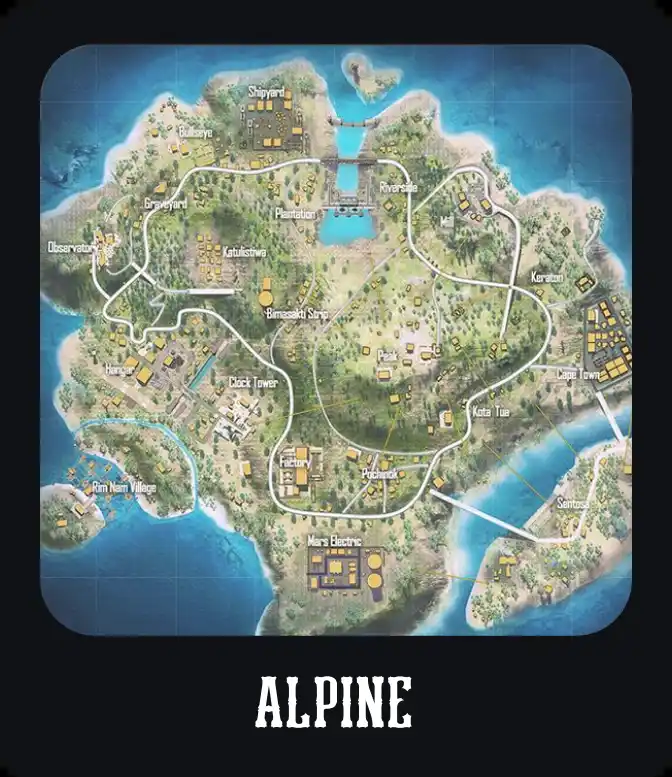 Shipyard
Bullseye
Riverside
Graveyard
Plantation
Mill
Observatory
Katulistiwa
Keraton
Bimasakti Strip
Peak
Hangar
Cape Town
Clock Tower
Kota Tua
Factory
Pochinok
Rim Nam Village
Sentosa
Mars Electric
ALPINE